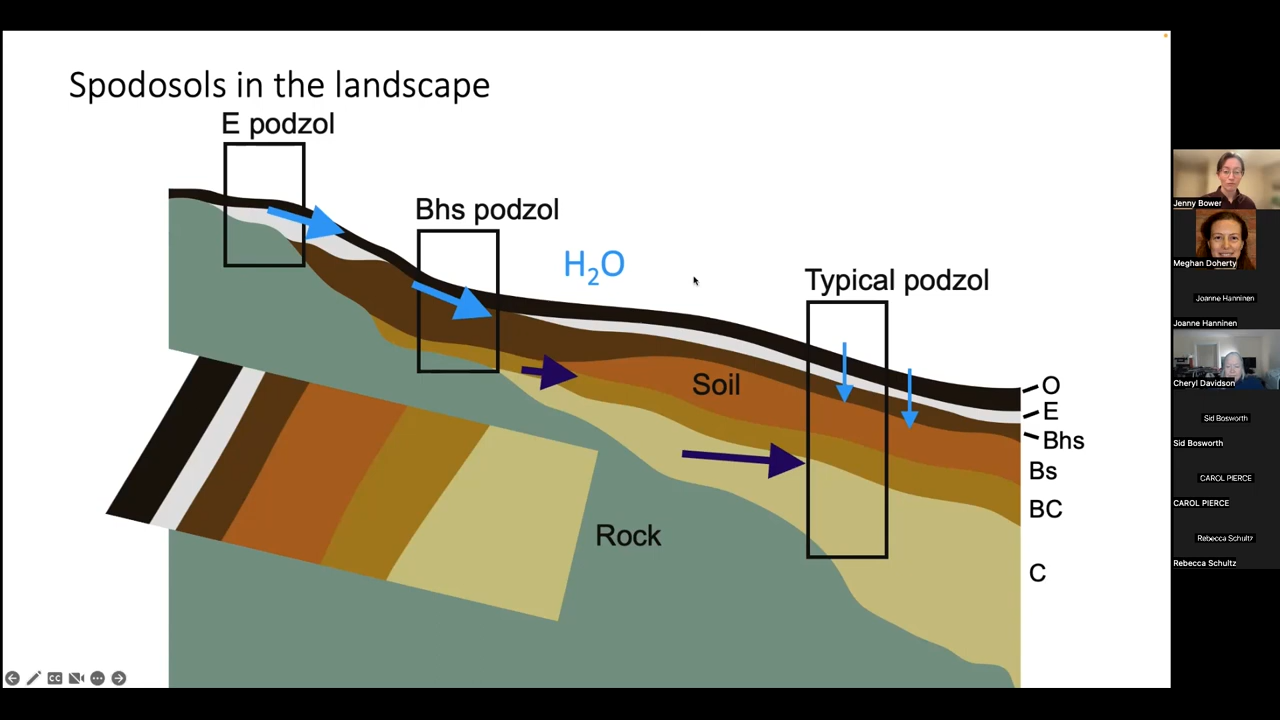 Spodosols in the landscape
E podzol
Bhs podzol
H₂O
Typical podzol
Soil
O
E
Bhs
Bs
BC
C
Rock
Jenny Bower
Meghan Doherty
Joanne Hanninen
Joanne Hanninen
Cheryl Davidson
Sid Bosworth
Sid Bosworth
CAROL PIERCE
CAROL PIERCE
Rebecca Schultz
Rebecca Schultz
CC